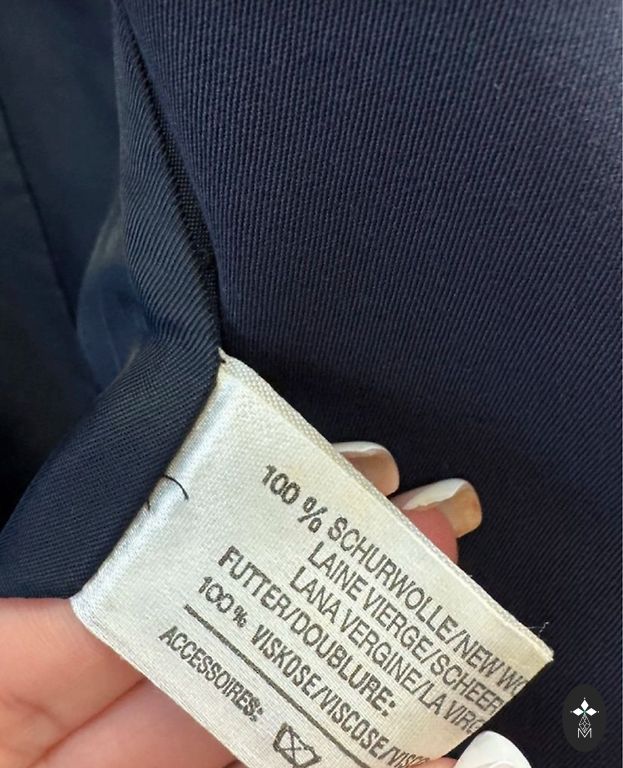 100 % SCHURWOLLE/NEW WO
LAINE VIERGE/SCHEER
LANA VERGINE/LA VIRG
FUTTER/DOUBLURE:
100 % VISKOSE/VISCOSE/VIS
ACCESSOIRES:
M